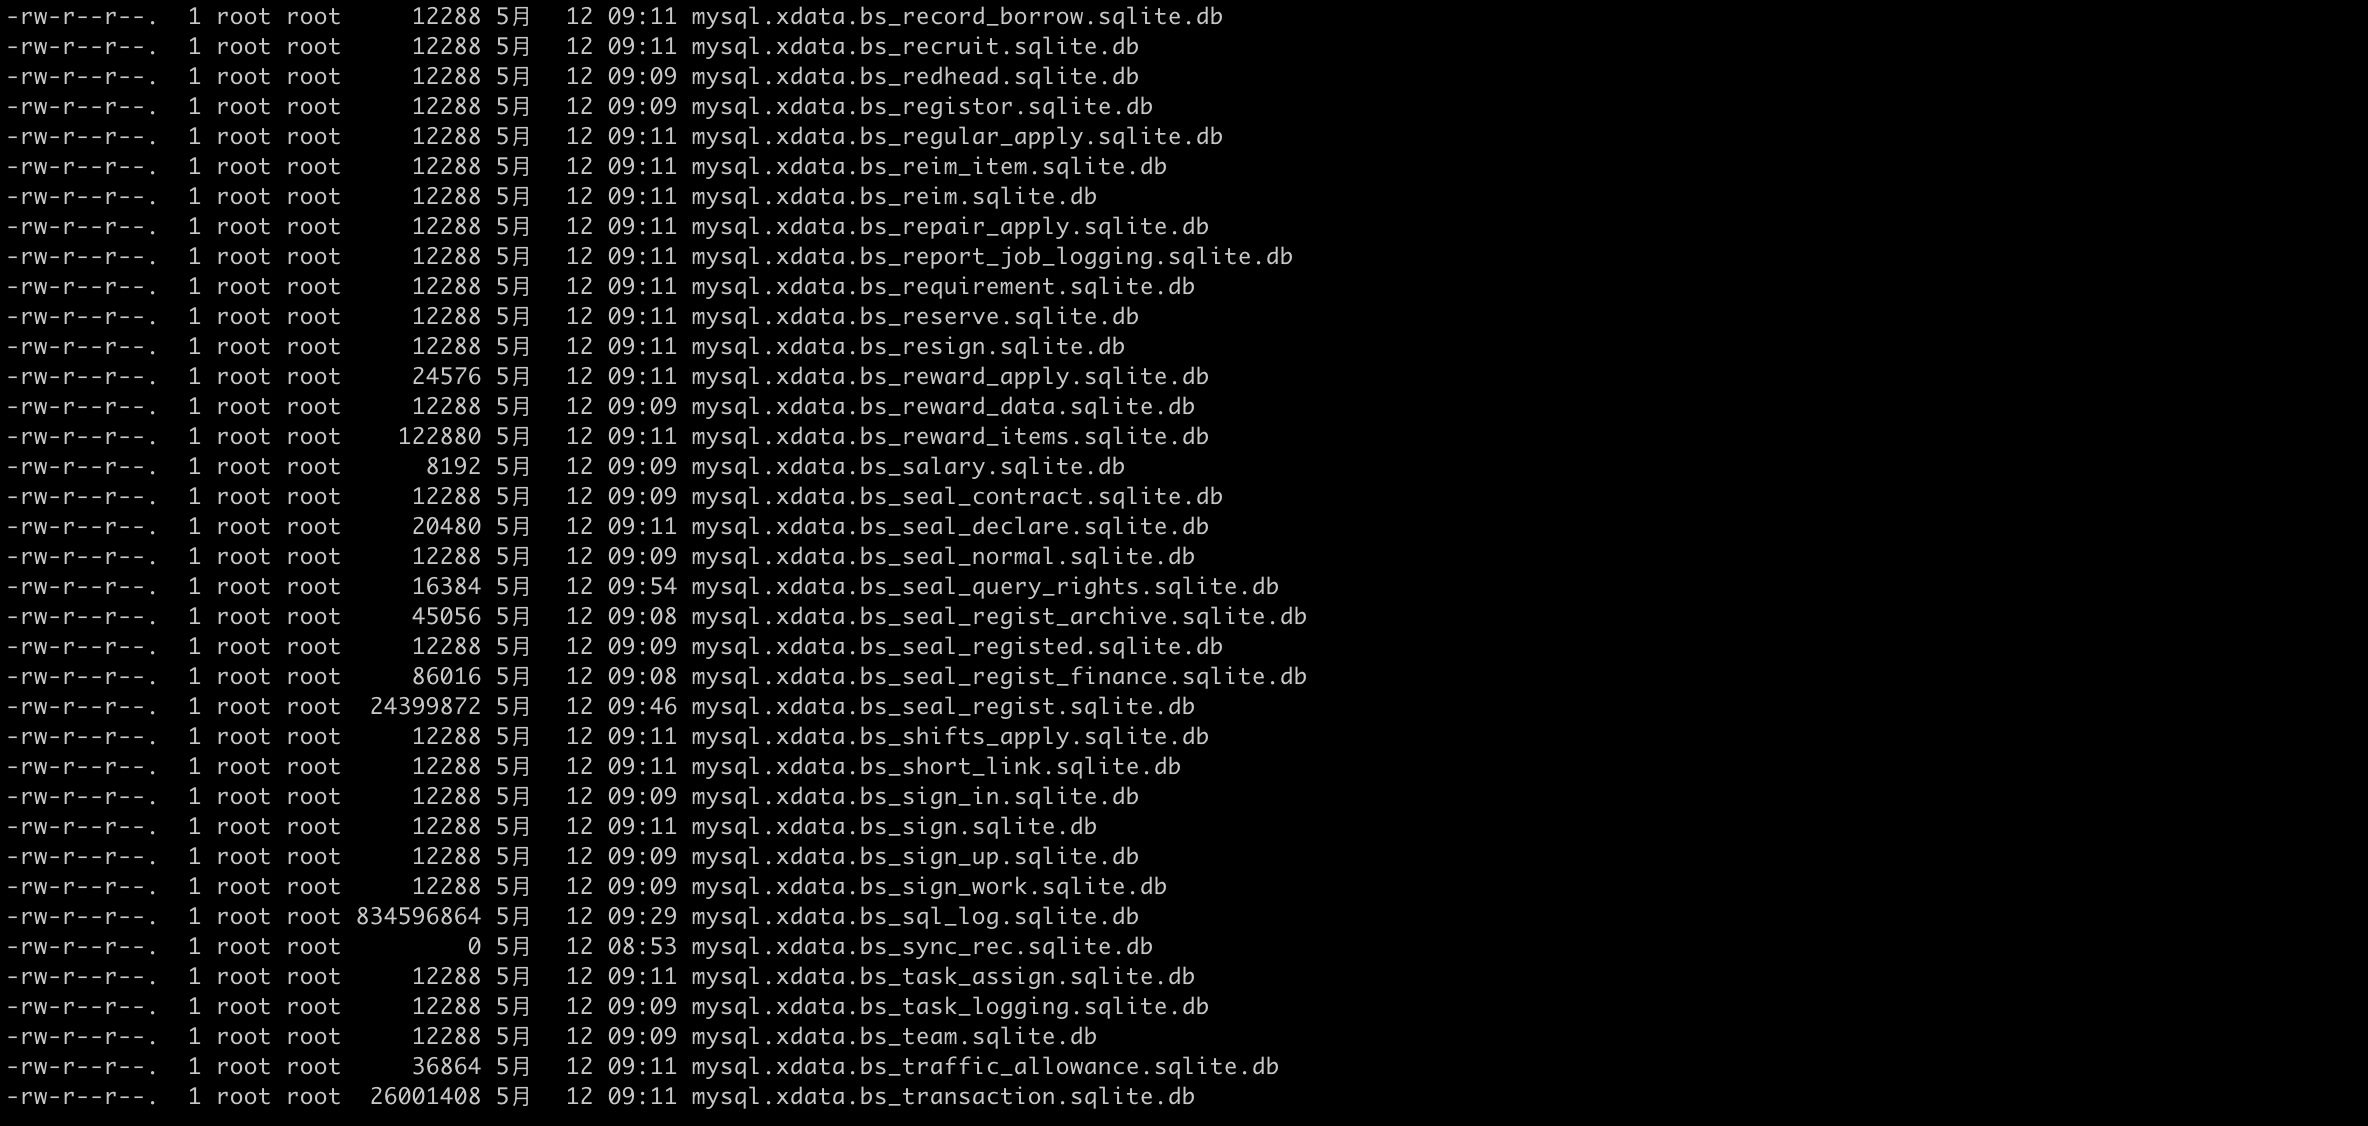 -rw-r--r--.  1 root root     12288 5月  12 09:11 mysql.xdata.bs_record_borrow.sqlite.db
-rw-r--r--.  1 root root     12288 5月  12 09:11 mysql.xdata.bs_recruit.sqlite.db
-rw-r--r--.  1 root root     12288 5月  12 09:09 mysql.xdata.bs_redhead.sqlite.db
-rw-r--r--.  1 root root     12288 5月  12 09:09 mysql.xdata.bs_registor.sqlite.db
-rw-r--r--.  1 root root     12288 5月  12 09:11 mysql.xdata.bs_regular_apply.sqlite.db
-rw-r--r--.  1 root root     12288 5月  12 09:11 mysql.xdata.bs_reim_item.sqlite.db
-rw-r--r--.  1 root root     12288 5月  12 09:11 mysql.xdata.bs_reim.sqlite.db
-rw-r--r--.  1 root root     12288 5月  12 09:11 mysql.xdata.bs_repair_apply.sqlite.db
-rw-r--r--.  1 root root     12288 5月  12 09:11 mysql.xdata.bs_report_job_logging.sqlite.db
-rw-r--r--.  1 root root     12288 5月  12 09:11 mysql.xdata.bs_requirement.sqlite.db
-rw-r--r--.  1 root root     12288 5月  12 09:11 mysql.xdata.bs_reserve.sqlite.db
-rw-r--r--.  1 root root     12288 5月  12 09:11 mysql.xdata.bs_resign.sqlite.db
-rw-r--r--.  1 root root     24576 5月  12 09:11 mysql.xdata.bs_reward_apply.sqlite.db
-rw-r--r--.  1 root root     12288 5月  12 09:09 mysql.xdata.bs_reward_data.sqlite.db
-rw-r--r--.  1 root root    122880 5月  12 09:11 mysql.xdata.bs_reward_items.sqlite.db
-rw-r--r--.  1 root root      8192 5月  12 09:09 mysql.xdata.bs_salary.sqlite.db
-rw-r--r--.  1 root root     12288 5月  12 09:09 mysql.xdata.bs_seal_contract.sqlite.db
-rw-r--r--.  1 root root     20480 5月  12 09:11 mysql.xdata.bs_seal_declare.sqlite.db
-rw-r--r--.  1 root root     12288 5月  12 09:09 mysql.xdata.bs_seal_normal.sqlite.db
-rw-r--r--.  1 root root     16384 5月  12 09:54 mysql.xdata.bs_seal_query_rights.sqlite.db
-rw-r--r--.  1 root root     45056 5月  12 09:08 mysql.xdata.bs_seal_regist_archive.sqlite.db
-rw-r--r--.  1 root root     12288 5月  12 09:09 mysql.xdata.bs_seal_registed.sqlite.db
-rw-r--r--.  1 root root     86016 5月  12 09:08 mysql.xdata.bs_seal_regist_finance.sqlite.db
-rw-r--r--.  1 root root  24399872 5月  12 09:46 mysql.xdata.bs_seal_regist.sqlite.db
-rw-r--r--.  1 root root     12288 5月  12 09:11 mysql.xdata.bs_shifts_apply.sqlite.db
-rw-r--r--.  1 root root     12288 5月  12 09:11 mysql.xdata.bs_short_link.sqlite.db
-rw-r--r--.  1 root root     12288 5月  12 09:09 mysql.xdata.bs_sign_in.sqlite.db
-rw-r--r--.  1 root root     12288 5月  12 09:11 mysql.xdata.bs_sign.sqlite.db
-rw-r--r--.  1 root root     12288 5月  12 09:09 mysql.xdata.bs_sign_up.sqlite.db
-rw-r--r--.  1 root root     12288 5月  12 09:09 mysql.xdata.bs_sign_work.sqlite.db
-rw-r--r--.  1 root root 834596864 5月  12 09:29 mysql.xdata.bs_sql_log.sqlite.db
-rw-r--r--.  1 root root         0 5月  12 08:53 mysql.xdata.bs_sync_rec.sqlite.db
-rw-r--r--.  1 root root     12288 5月  12 09:11 mysql.xdata.bs_task_assign.sqlite.db
-rw-r--r--.  1 root root     12288 5月  12 09:09 mysql.xdata.bs_task_logging.sqlite.db
-rw-r--r--.  1 root root     12288 5月  12 09:09 mysql.xdata.bs_team.sqlite.db
-rw-r--r--.  1 root root     36864 5月  12 09:11 mysql.xdata.bs_traffic_allowance.sqlite.db
-rw-r--r--.  1 root root  26001408 5月  12 09:11 mysql.xdata.bs_transaction.sqlite.db